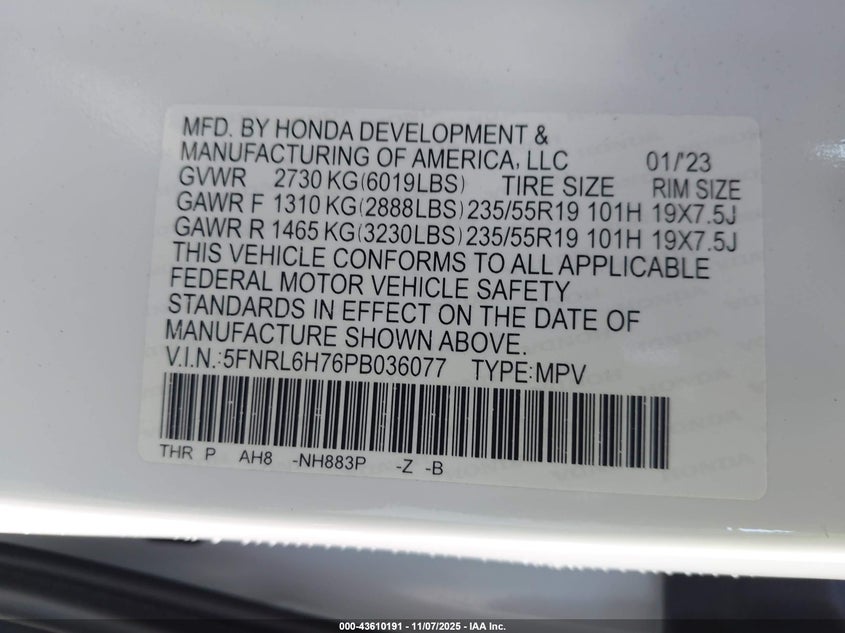 MFD. BY HONDA DEVELOPMENT &
MANUFACTURING OF AMERICA, LLC 01/'23
GVWR 2730 KG(6019LBS) TIRE SIZE RIM SIZE
GAWR F 1310 KG(2888LBS) 235/55R19 101H 19X7.5J
GAWR R 1465 KG(3230LBS) 235/55R19 101H 19X7.5J
THIS VEHICLE CONFORMS TO ALL APPLICABLE
FEDERAL MOTOR VEHICLE SAFETY
STANDARDS IN EFFECT ON THE DATE OF
MANUFACTURE SHOWN ABOVE.
V.I.N.:5FNRL6H76PB036077 TYPE:MPV
THR P AH8 -NH883P -Z -B
000-43610191 - 11/07/2025 - IAA Inc.